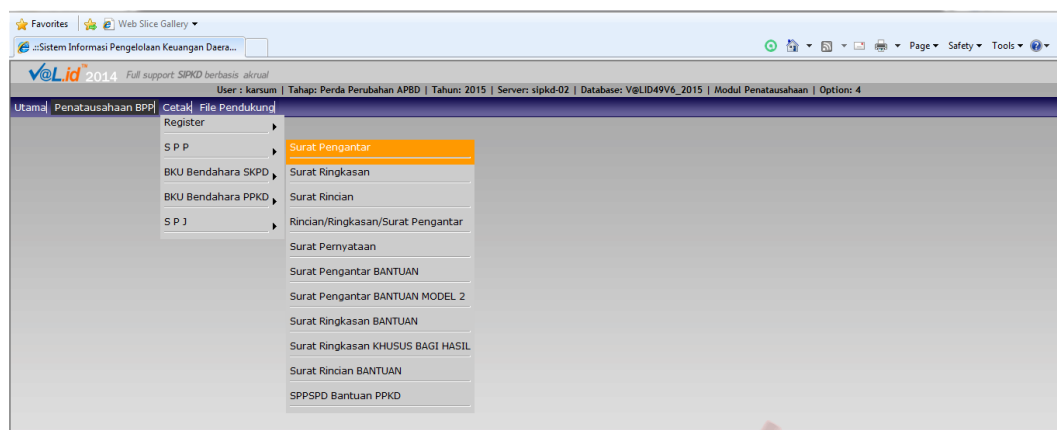 Favorites Web Slice Gallery
.::Sistem Informasi Pengelolaan Keuangan Daera... Page Safety Tools
V@L.id™ 2014 Full support SIPKD berbasis akrual
User : karsum | Tahap: Perda Perubahan APBD | Tahun: 2015 | Server: sipkd-02 | Database: V@LID49V6_2015 | Modul Penatausahaan | Option: 4
Utama| Penatausahaan BPP| Cetak| File Pendukung|
Register
S P P
BKU Bendahara SKPD
BKU Bendahara PPKD
S P J
Surat Pengantar
Surat Ringkasan
Surat Rincian
Rincian/Ringkasan/Surat Pengantar
Surat Pernyataan
Surat Pengantar BANTUAN
Surat Pengantar BANTUAN MODEL 2
Surat Ringkasan BANTUAN
Surat Ringkasan KHUSUS BAGI HASIL
Surat Rincian BANTUAN
SPPSPD Bantuan PPKD